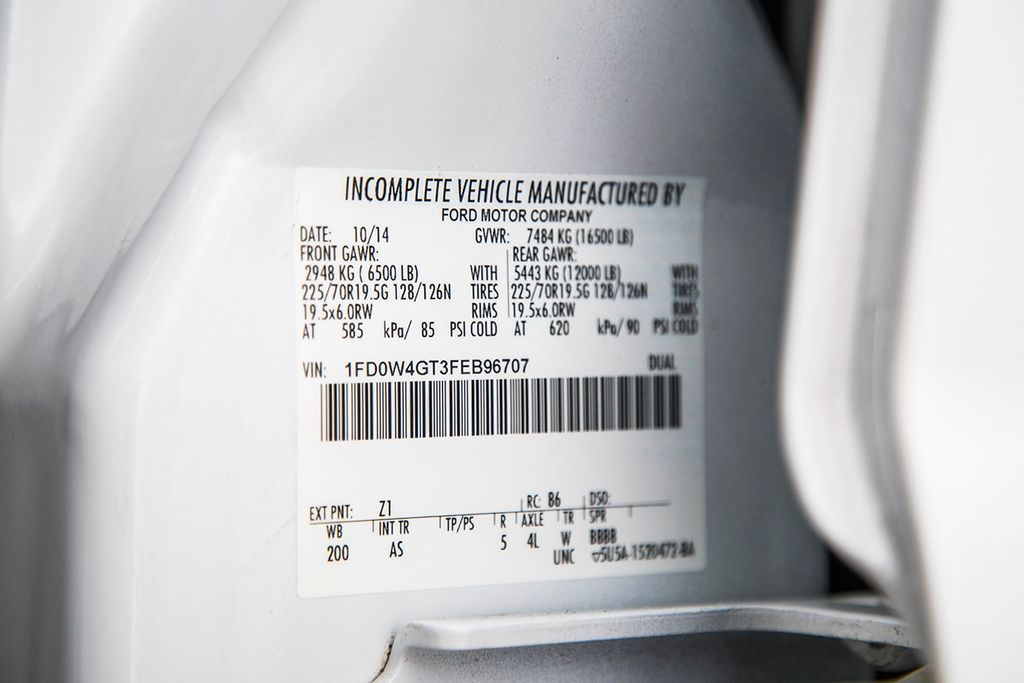 INCOMPLETE VEHICLE MANUFACTURED BY
FORD MOTOR COMPANY
DATE: 10/14 GVWR: 7484 KG (16500 LB)
FRONT GAWR: REAR GAWR:
2948 KG ( 6500 LB) WITH 5443 KG (12000 LB) WITH
225/70R19.5G 128/126N TIRES 225/70R19.5G 128/126N TIRES
19.5x6.0RW RIMS 19.5x6.0RW RIMS
AT 585 kPa/ 85 PSI COLD AT 620 kPa/ 90 PSI COLD
VIN: 1FD0W4GT3FEB96707 DUAL
EXT PNT: Z1 RC: 86 DSO:
WB INT TR TP/PS R AXLE TR SPR
200 AS 5 4L W BBBB
UNC 5U5A-1520472-BA